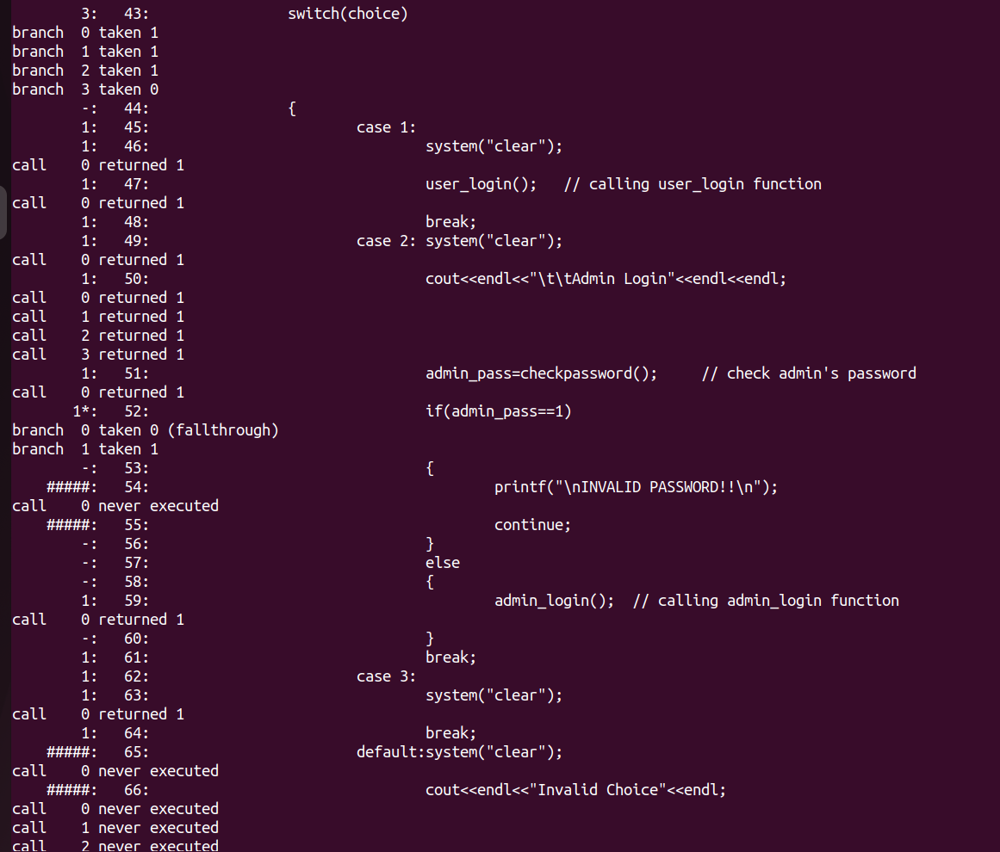 3:   43:                switch(choice)
branch  0 taken 1
branch  1 taken 1
branch  2 taken 1
branch  3 taken 0
        -:   44:                {
        1:   45:                        case 1:
        1:   46:                                system("clear");
call    0 returned 1
        1:   47:                                user_login();   // calling user_login function
call    0 returned 1
        1:   48:                                break;
        1:   49:                        case 2: system("clear");
call    0 returned 1
        1:   50:                                cout<<endl<<"\t\tAdmin Login"<<endl<<endl;
call    0 returned 1
call    1 returned 1
call    2 returned 1
call    3 returned 1
        1:   51:                                admin_pass=checkpassword();     // check admin's password
call    0 returned 1
       1*:   52:                                if(admin_pass==1)
branch  0 taken 0 (fallthrough)
branch  1 taken 1
        -:   53:                                {
    #####:   54:                                        printf("\nINVALID PASSWORD!!\n");
call    0 never executed
    #####:   55:                                        continue;
        -:   56:                                }
        -:   57:                                else
        -:   58:                                {
        1:   59:                                        admin_login();  // calling admin_login function
call    0 returned 1
        -:   60:                                }
        1:   61:                                break;
        1:   62:                        case 3:
        1:   63:                                system("clear");
call    0 returned 1
        1:   64:                                break;
    #####:   65:                        default:system("clear");
call    0 never executed
    #####:   66:                                cout<<endl<<"Invalid Choice"<<endl;
call    0 never executed
call    1 never executed
call    2 never executed